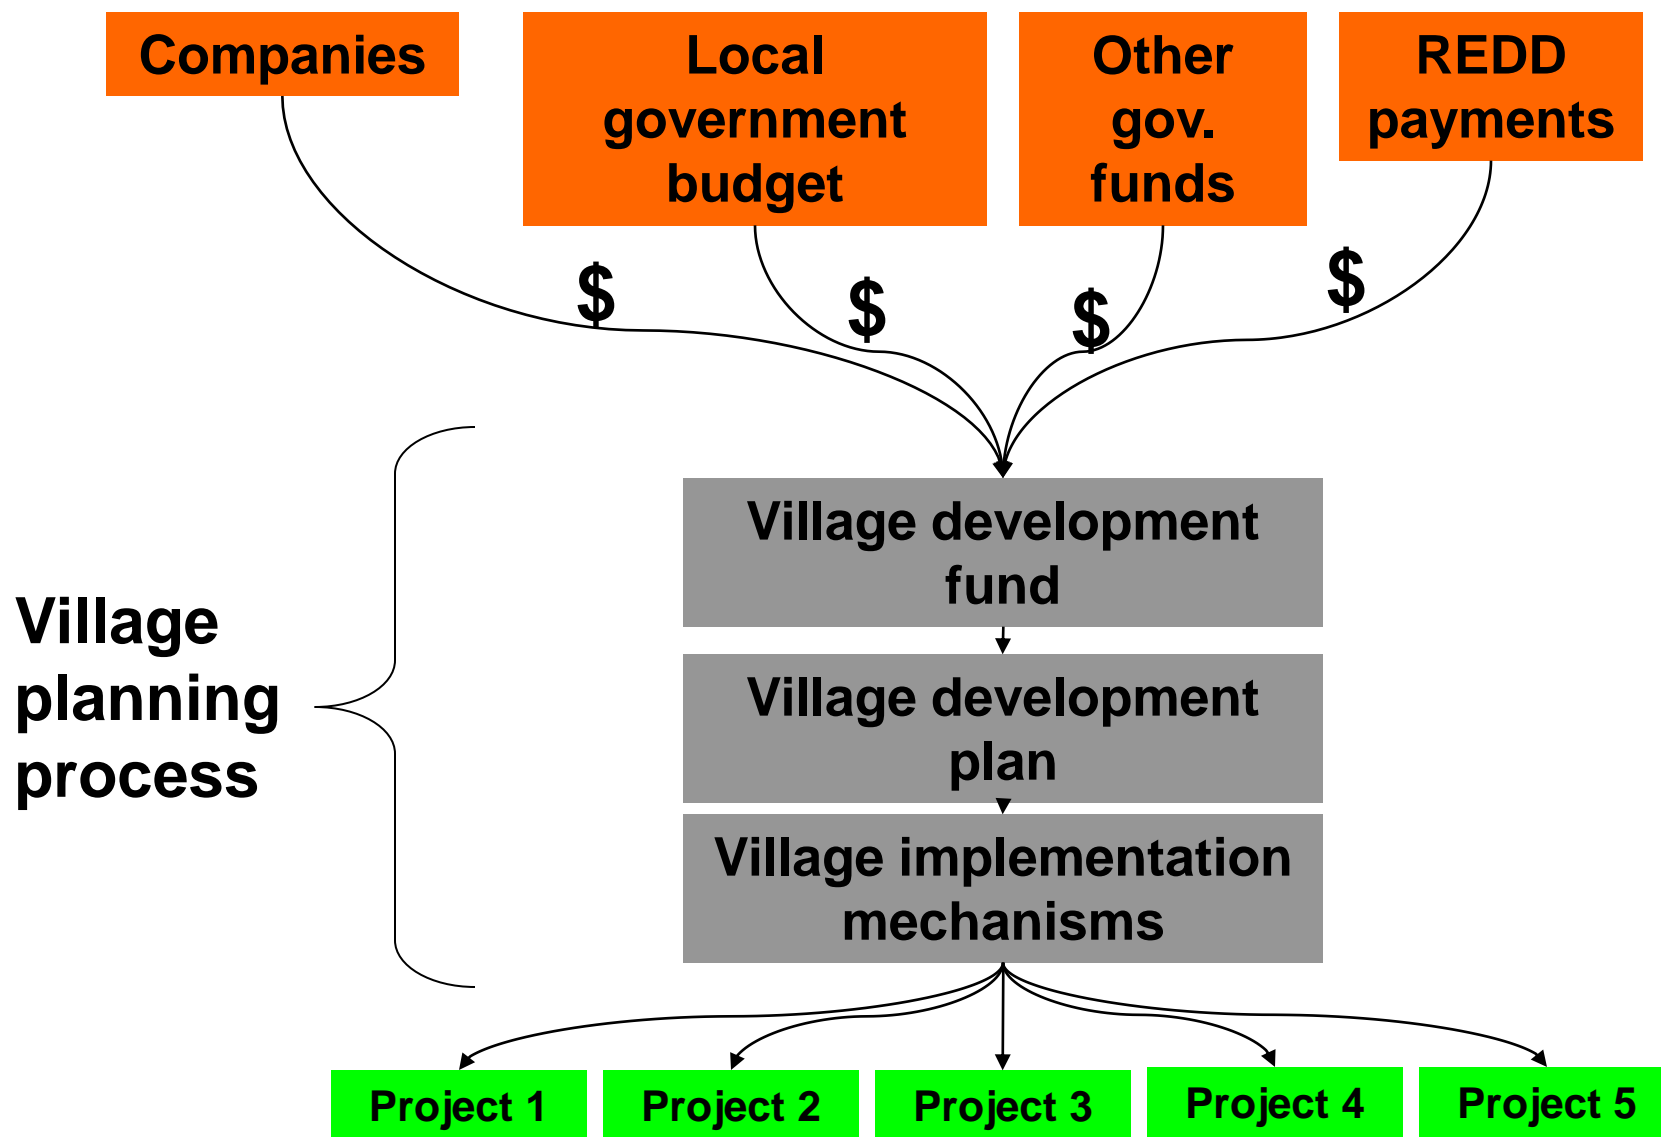 Companies
Local
government
budget
Other
gov.
funds
REDD
payments
$
$
$
$
Village
planning
process
Village development
fund
Village development
plan
Village implementation
mechanisms
Project 1
Project 2
Project 3
Project 4
Project 5